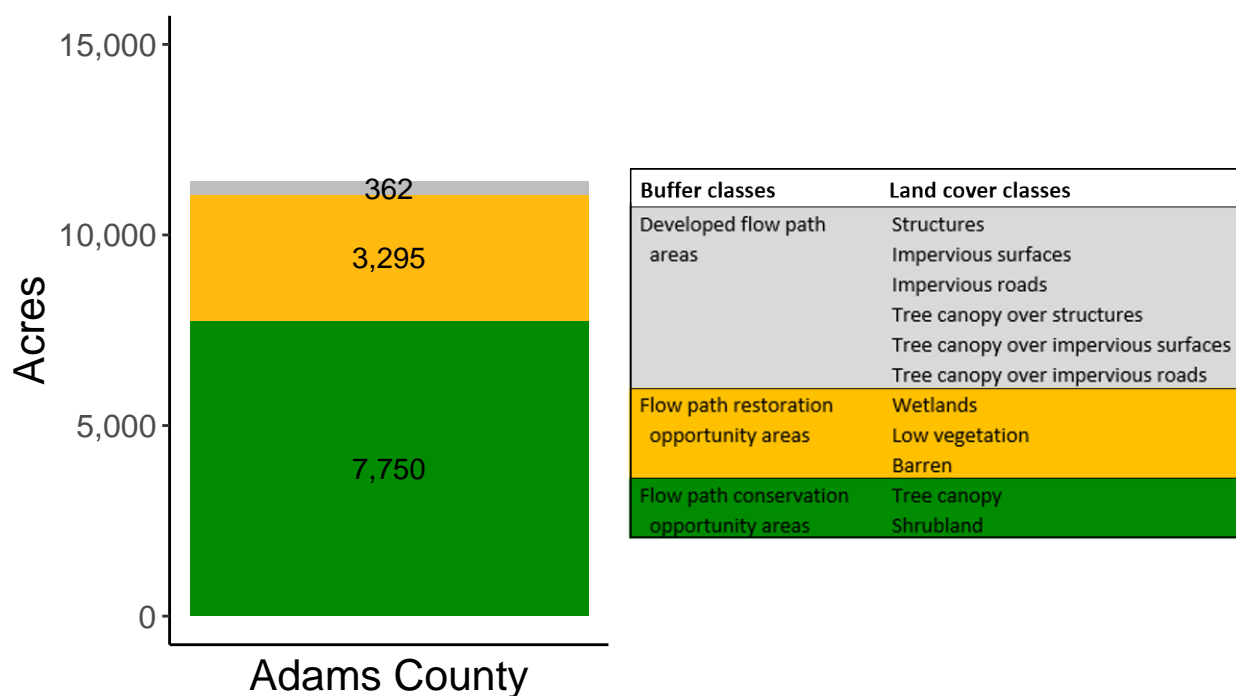 15,000
10,000
5,000
0
Acres
362
3,295
7,750
Adams County
Buffer classes Land cover classes
Developed flow path Structures
areas Impervious surfaces
Impervious roads
Tree canopy over structures
Tree canopy over impervious surfaces
Tree canopy over impervious roads
Flow path restoration Wetlands
opportunity areas Low vegetation
Barren
Flow path conservation Tree canopy
opportunity areas Shrubland